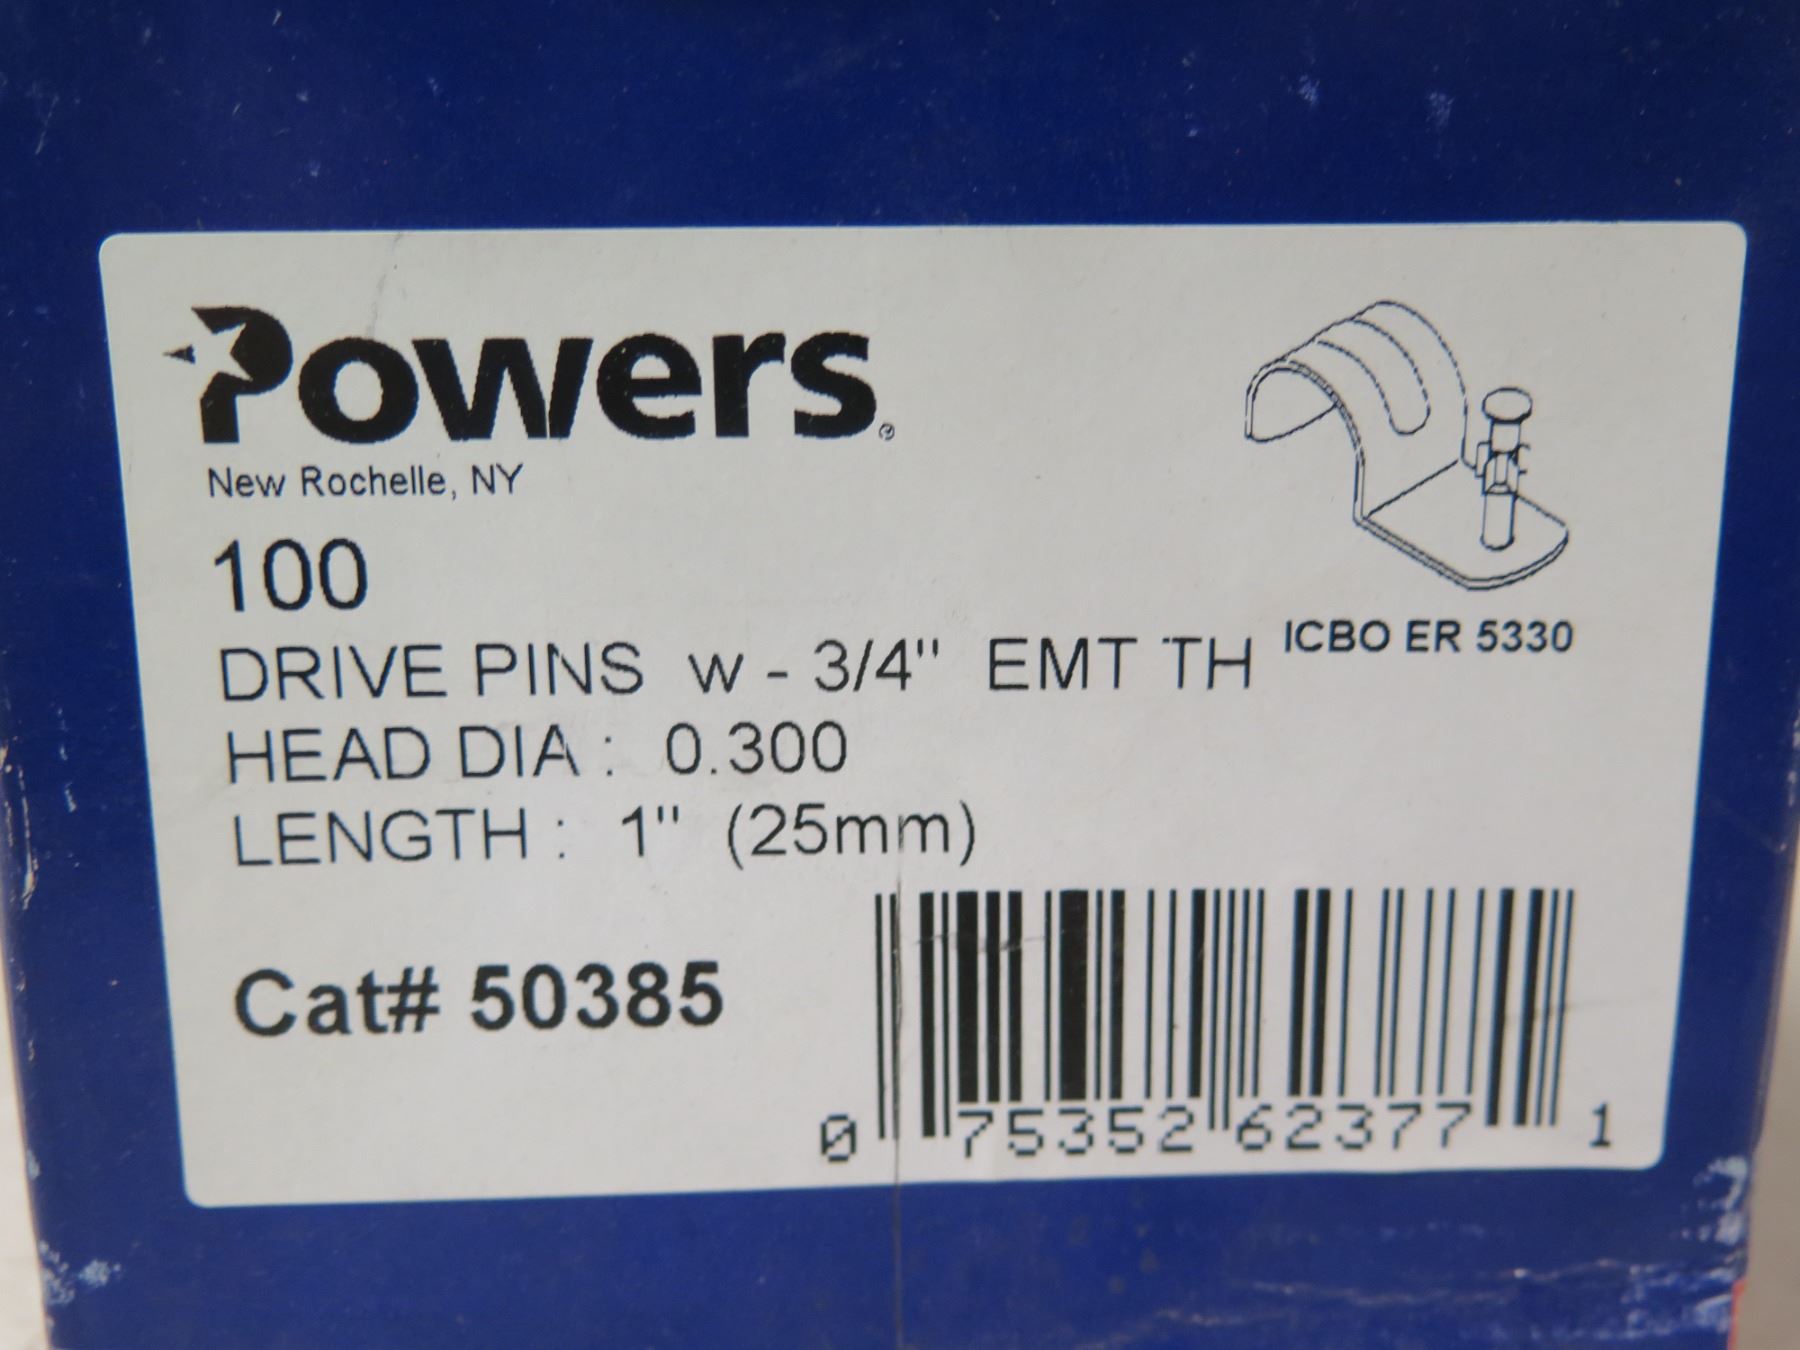 Powers®
New Rochelle, NY
100
DRIVE PINS w - 3/4" EMT TH
ICBO ER 5330
HEAD DIA : 0.300
LENGTH : 1" (25mm)
Cat# 50385
0 75352 62377 1